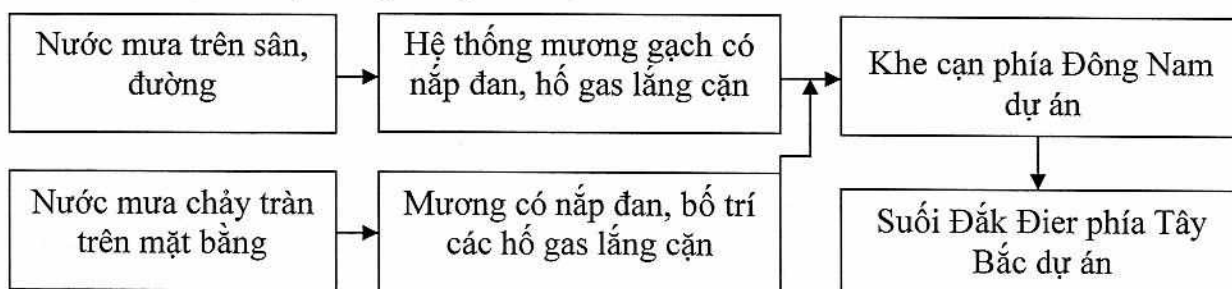 Nước mưa trên sân,
đường
Hệ thống mương gạch có
nắp đan, hố gas lắng cặn
Khe cạn phía Đông Nam
dự án
Nước mưa chảy tràn
trên mặt bằng
Mương có nắp đan, bố trí
các hố gas lắng cặn
Suối Đắk Đier phía Tây
Bắc dự án